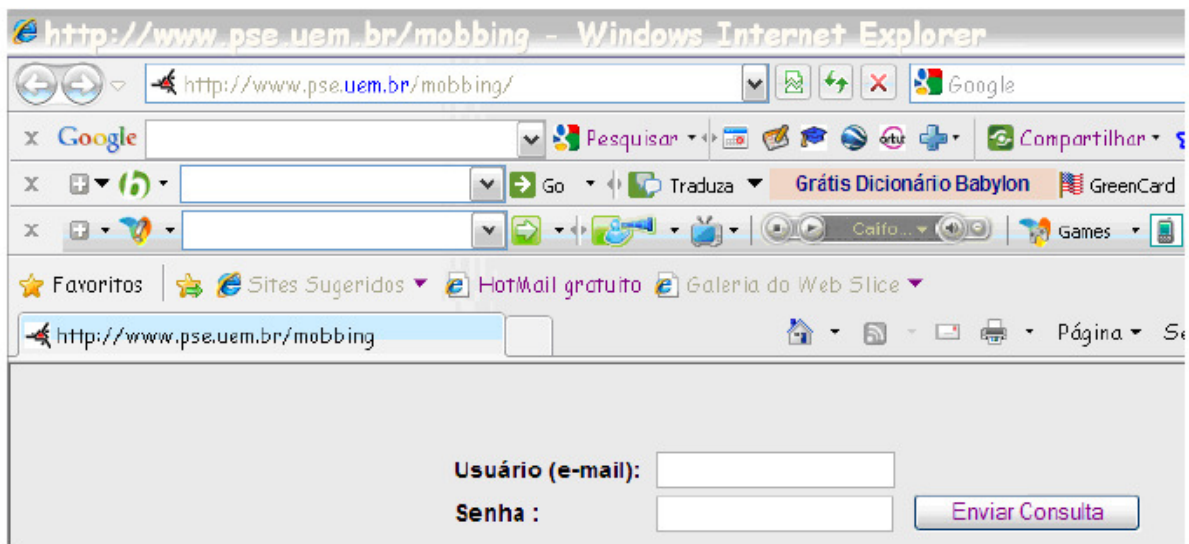 http://www.pse.uem.br/mobbing - Windows Internet Explorer
http://www.pse.uem.br/mobbing/ Google
x Google Pesquisar Compartilhar
x Go Traduza Grátis Dicionário Babylon GreenCard
x Caifo... Games
Favoritos Sites Sugeridos HotMail gratuito Galeria do Web Slice
http://www.pse.uem.br/mobbing Página
Usuário (e-mail):
Senha : Enviar Consulta